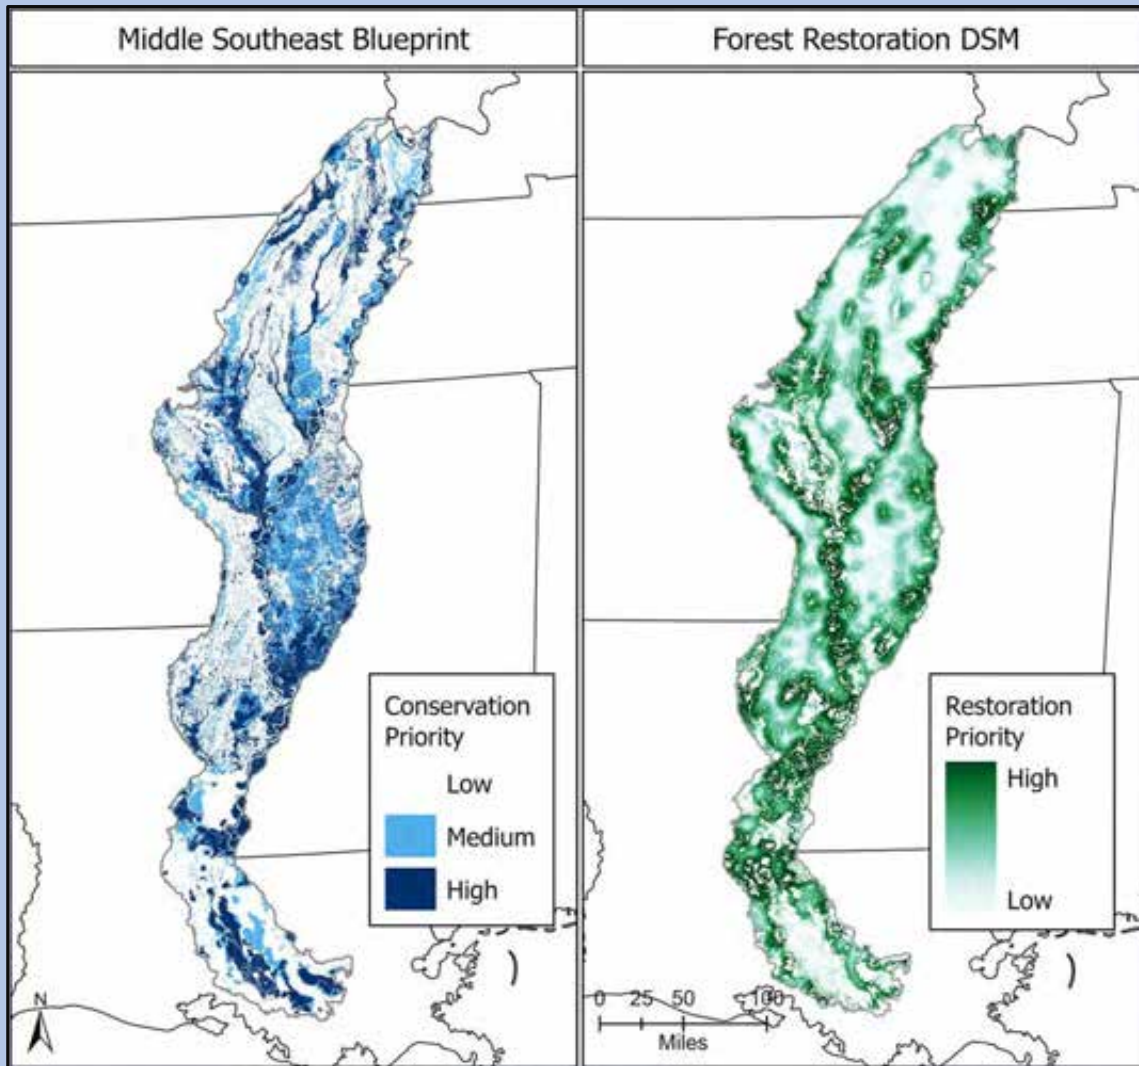 Middle Southeast Blueprint
Forest Restoration DSM
Conservation
Priority
Low
Medium
High
N
Restoration
Priority
High
Low
0 25 50 100
Miles